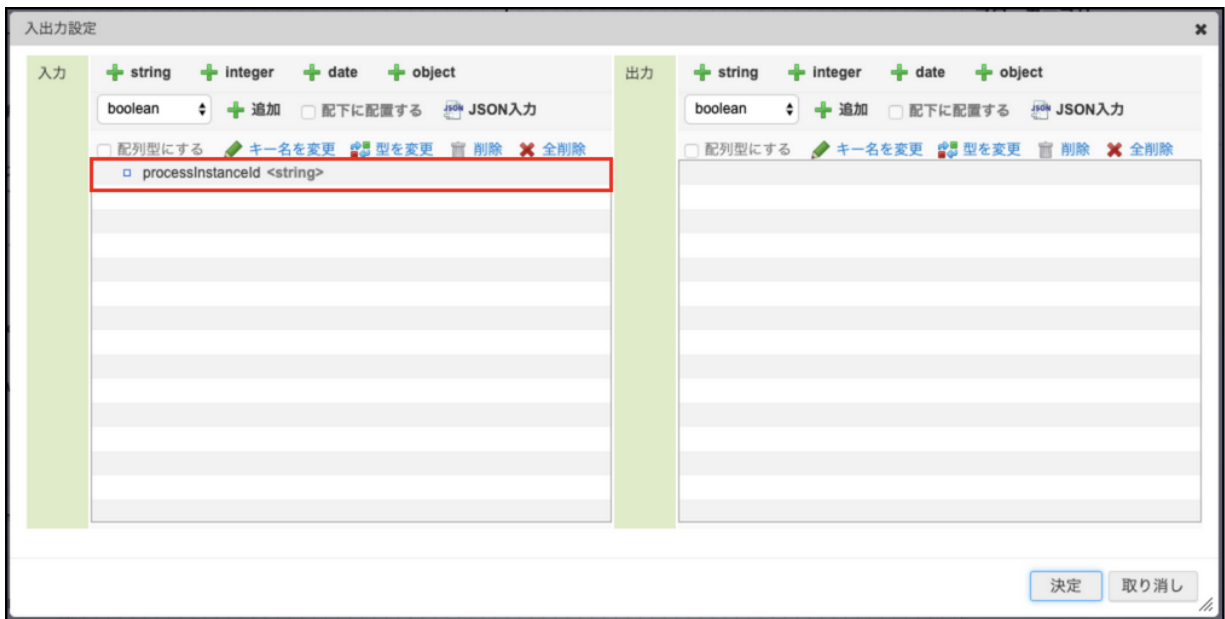 入出力設定
入力
string integer date object
boolean 追加 配下に配置する JSON入力
配列型にする キー名を変更 型を変更 削除 全削除
processInstanceId <string>
出力
string integer date object
boolean 追加 配下に配置する JSON入力
配列型にする キー名を変更 型を変更 削除 全削除
決定 取り消し